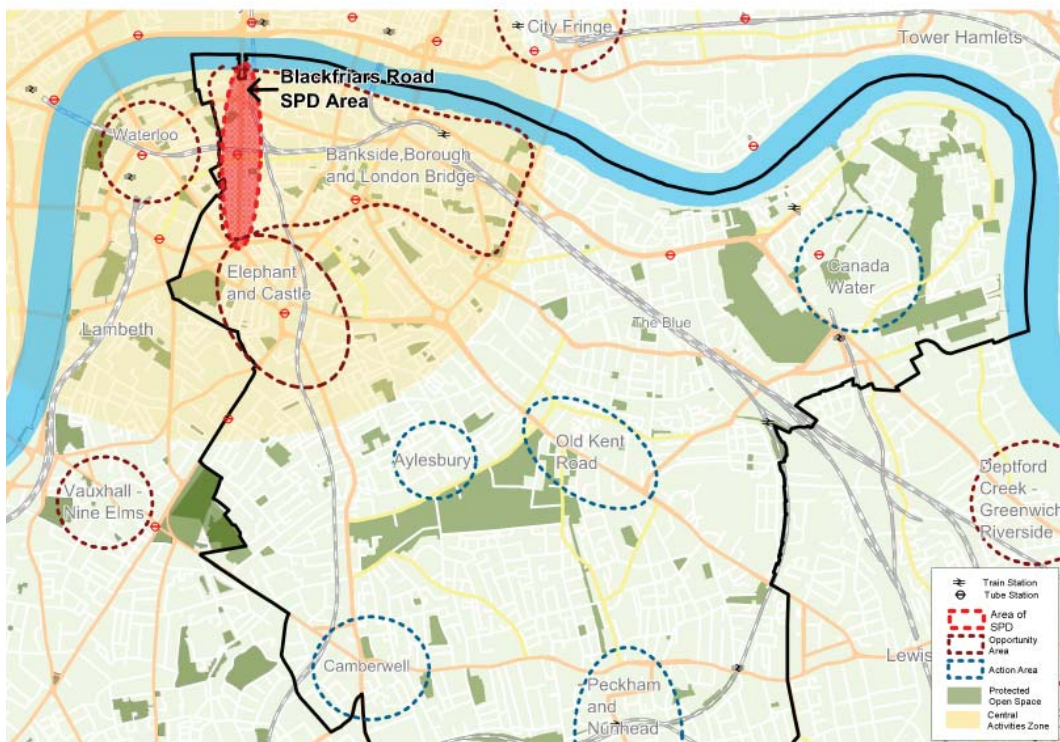 City Fringe
Tower Hamlets
Blackfriars Road
SPD Area
Waterloo
Bankside,Borough
and London Bridge
Elephant
and Castle
Canada
Water
Lambeth
The Blue
Aylesbury
Old Kent
Road
Vauxhall -
Nine Elms
Deptford
Creek -
Greenwich
Riverside
Camberwell
Peckham
and
Nunhead
Lewis
Train Station
Tube Station
Area of
SPD
Opportunity
Area
Action Area
Protected
Open Space
Central
Activities Zone